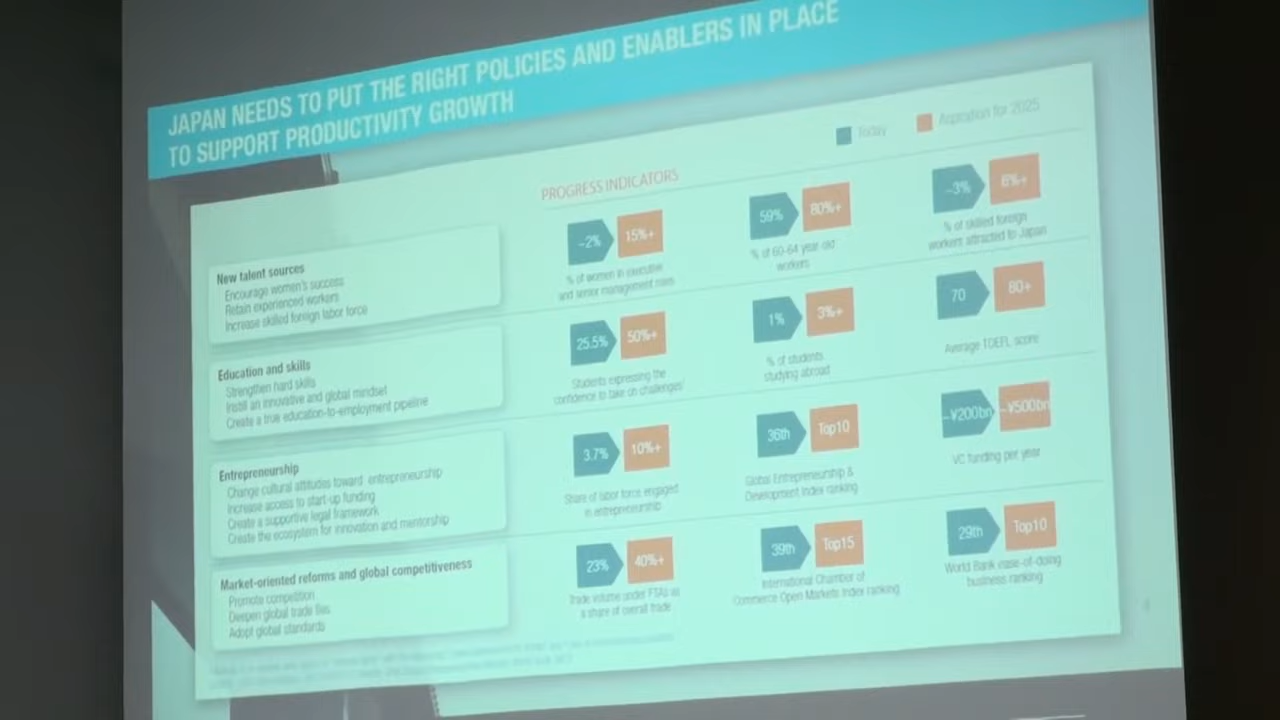 JAPAN NEEDS TO PUT THE RIGHT POLICIES AND ENABLERS IN PLACE
TO SUPPORT PRODUCTIVITY GROWTH
Today
Aspiration for 2025
PROGRESS INDICATORS
New talent sources
Encourage women's success
Retain experienced workers
Increase skilled foreign labor force
~2%
15%+
% of women in executive
and senior management roles
59%
80%+
% of 60-64 year old
workers
~3%
6%+
% of skilled foreign
workers attracted to Japan
Education and skills
Strengthen hard skills
Instill an innovative and global mindset
Create a true education-to-employment pipeline
25.5%
50%+
Students expressing the
confidence to take on challenges
1%
3%+
% of students
studying abroad
70
80+
Average TOEFL score
Entrepreneurship
Change cultural attitudes toward entrepreneurship
Increase access to start-up funding
Create a supportive legal framework
Create the ecosystem for innovation and mentorship
3.7%
10%+
Share of labor force engaged
in entrepreneurship
36th
Top10
Global Entrepreneurship &
Development Index ranking
~¥200bn
~¥500bn
VC funding per year
Market-oriented reforms and global competitiveness
Promote competition
Deepen global trade ties
Adopt global standards
23%
40%+
Trade volume under FTAs as
a share of overall trade
39th
Top15
International Chamber of
Commerce Open Markets Index ranking
29th
Top10
World Bank ease-of-doing
business ranking